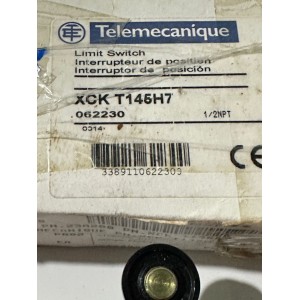 Telemecanique
Limit Switch
Interrupteur de position
Interruptor de posición
XCK T145H7
062230
1/2NPT
0314
3389110622303
CE